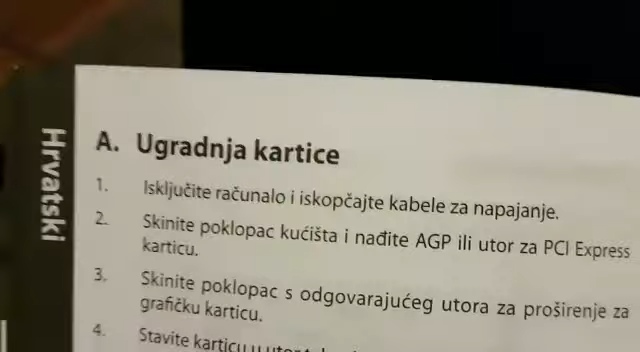 Hrvatski
A. Ugradnja kartice
1. Isključite računalo i iskopčajte kabele za napajanje.
2. Skinite poklopac kućišta i nađite AGP ili utor za PCI Express
karticu.
3. Skinite poklopac s odgovarajućeg utora za proširenje za
grafičku karticu.
4. Stavite karticu u utor